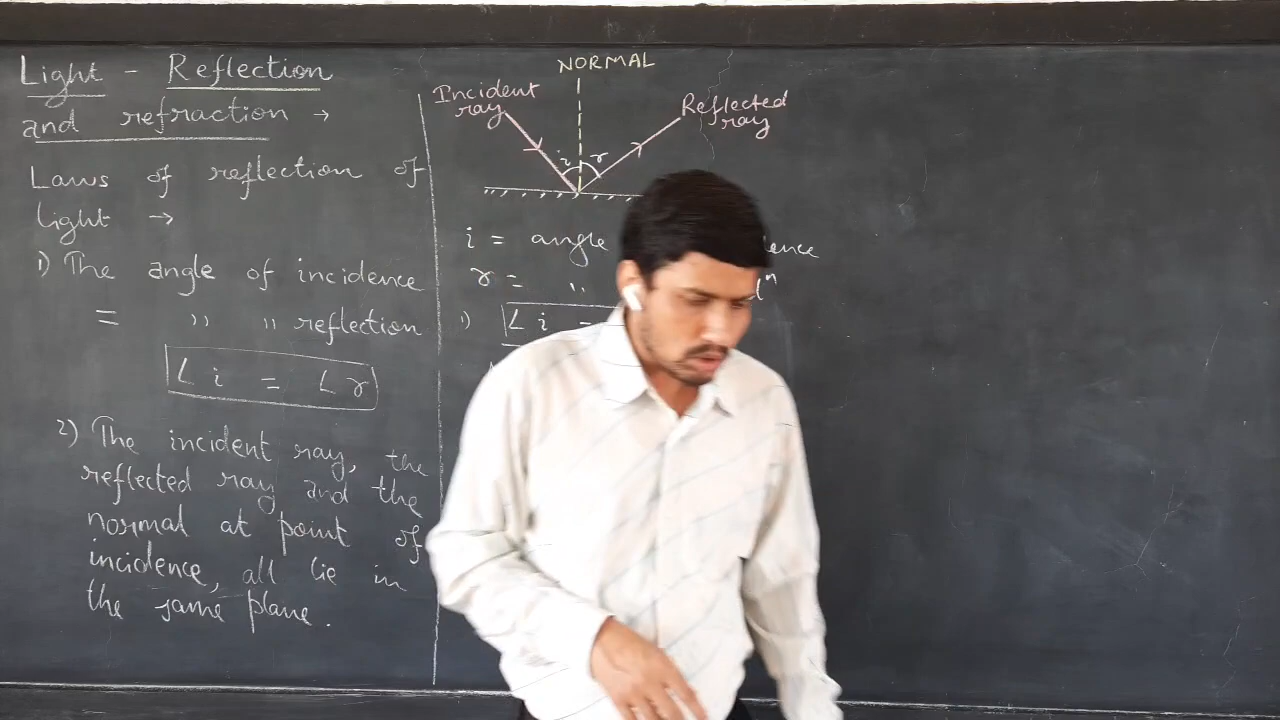 Light - Reflection
and refraction →
Laws of reflection of
light →
1) The angle of incidence
= ,, ,, reflection
∠i = ∠r
2) The incident ray, the
reflected ray and the
normal at point of
incidence, all lie in
the same plane.
NORMAL
Incident
ray
Reflected
ray
i r
i = angle
r = ,,
1) ∠i =